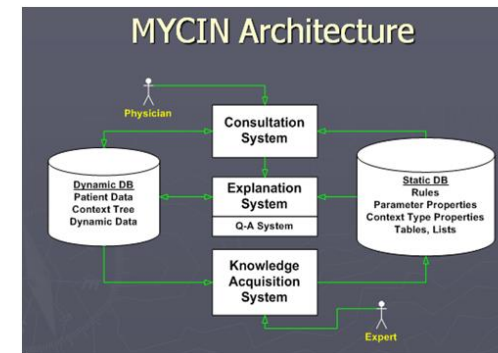 MYCIN Architecture
Physician
Consultation
System
Dynamic DB
Patient Data
Context Tree
Dynamic Data
Explanation
System
Q-A System
Static DB
Rules
Parameter Properties
Context Type Properties
Tables, Lists
Knowledge
Acquisition
System
Expert